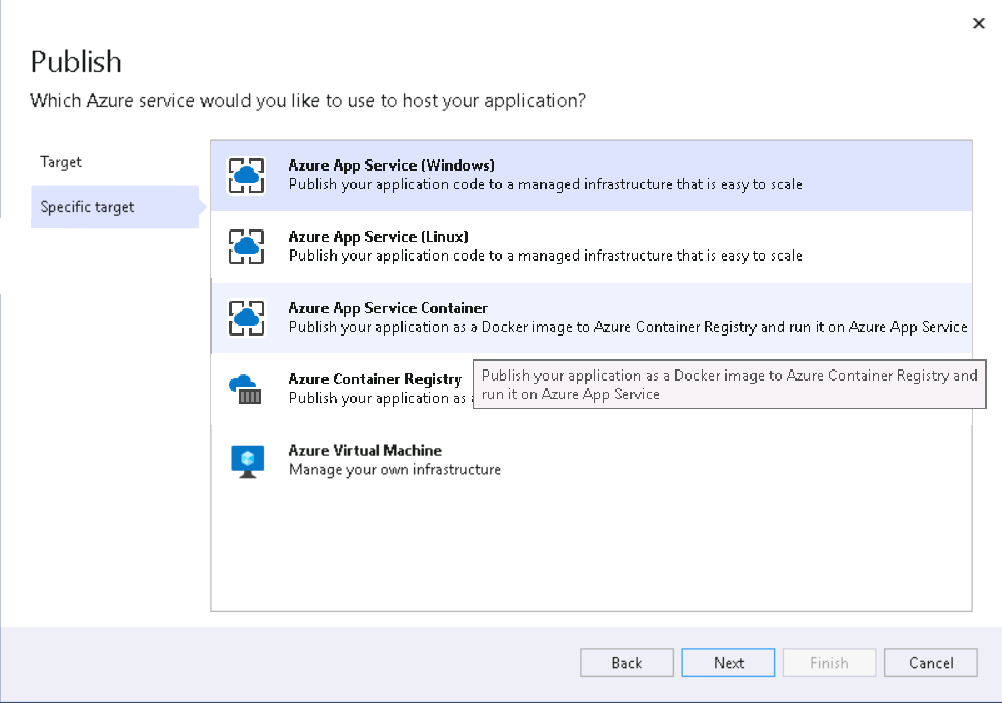 Publish
Which Azure service would you like to use to host your application?
Target
Specific target
Azure App Service (Windows)
Publish your application code to a managed infrastructure that is easy to scale
Azure App Service (Linux)
Publish your application code to a managed infrastructure that is easy to scale
Azure App Service Container
Publish your application as a Docker image to Azure Container Registry and run it on Azure App Service
Azure Container Registry
Publish your application as
Publish your application as a Docker image to Azure Container Registry and
run it on Azure App Service
Azure Virtual Machine
Manage your own infrastructure
Back
Next
Finish
Cancel